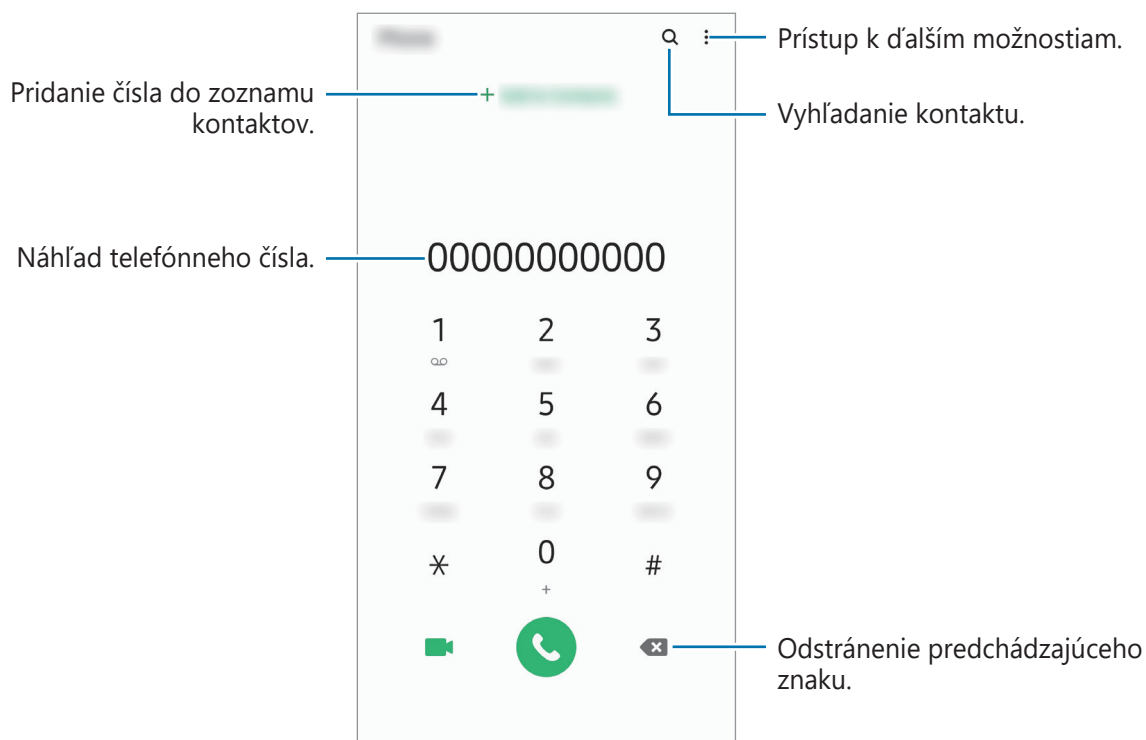 Prístup k ďalším možnostiam.
Pridanie čísla do zoznamu
kontaktov.
Vyhľadanie kontaktu.
Náhľad telefónneho čísla.
00000000000
1 2 3
4 5 6
7 8 9
* 0 #
+
Odstránenie predchádzajúceho
znaku.